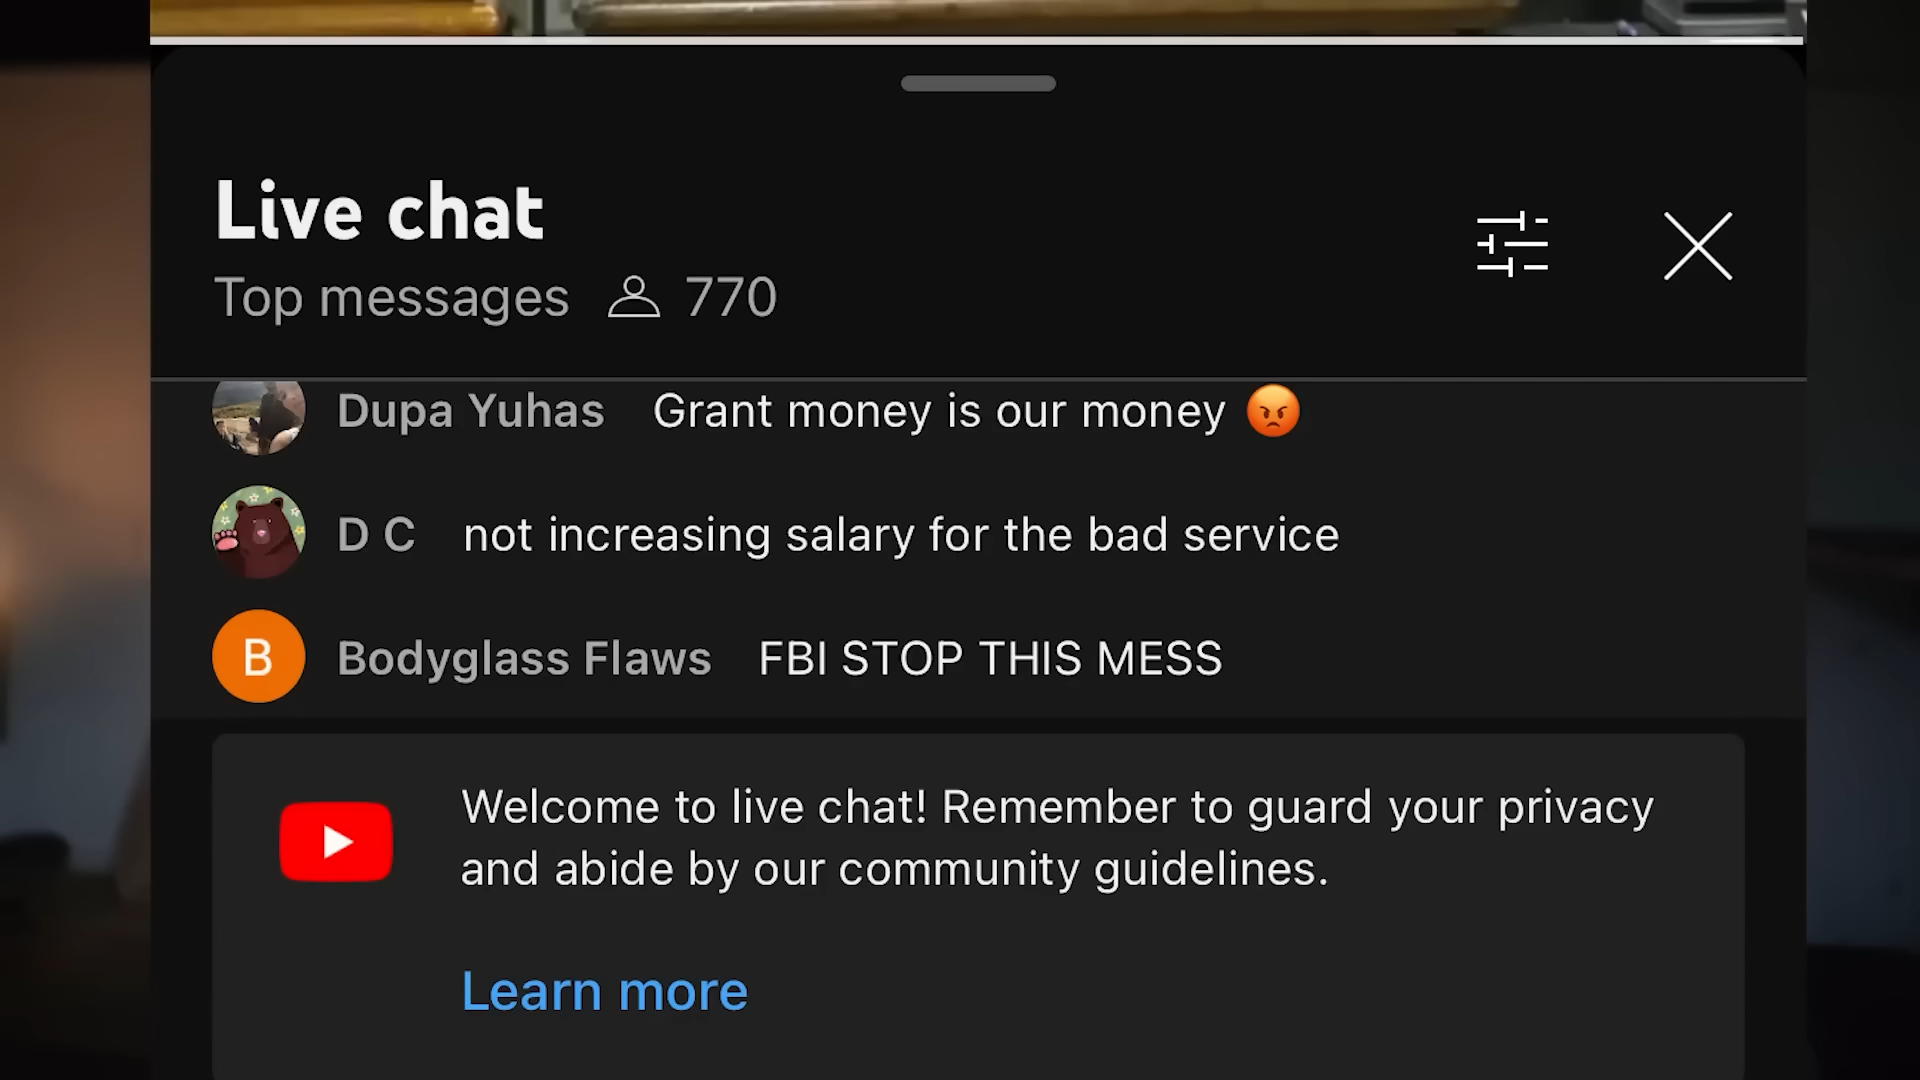 Live chat
Top messages 770
Dupa Yuhas Grant money is our money 😡
D C not increasing salary for the bad service
B Bodyglass Flaws FBI STOP THIS MESS
Welcome to live chat! Remember to guard your privacy
and abide by our community guidelines.
Learn more